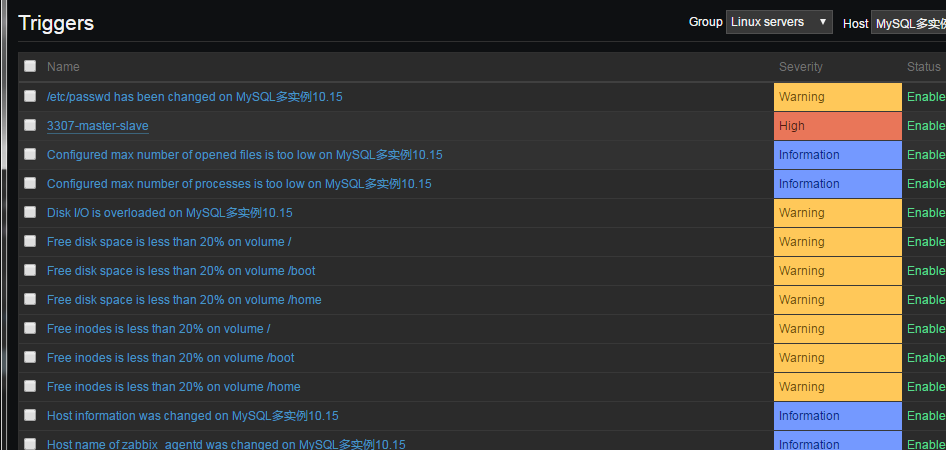 Triggers Group Linux servers Host MySQL多实例
Name Severity Status
/etc/passwd has been changed on MySQL多实例10.15 Warning Enable
3307-master-slave High Enable
Configured max number of opened files is too low on MySQL多实例10.15 Information Enable
Configured max number of processes is too low on MySQL多实例10.15 Information Enable
Disk I/O is overloaded on MySQL多实例10.15 Warning Enable
Free disk space is less than 20% on volume / Warning Enable
Free disk space is less than 20% on volume /boot Warning Enable
Free disk space is less than 20% on volume /home Warning Enable
Free inodes is less than 20% on volume / Warning Enable
Free inodes is less than 20% on volume /boot Warning Enable
Free inodes is less than 20% on volume /home Warning Enable
Host information was changed on MySQL多实例10.15 Information Enable
Host name of zabbix_agentd was changed on MySQL多实例10.15 Information Enable